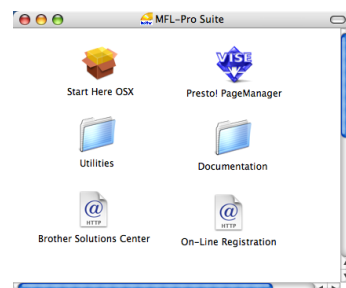 MFL-Pro Suite
VISE
Start Here OSX
Presto! PageManager
Utilities
Documentation
@
HTTP
@
HTTP
Brother Solutions Center
On-Line Registration